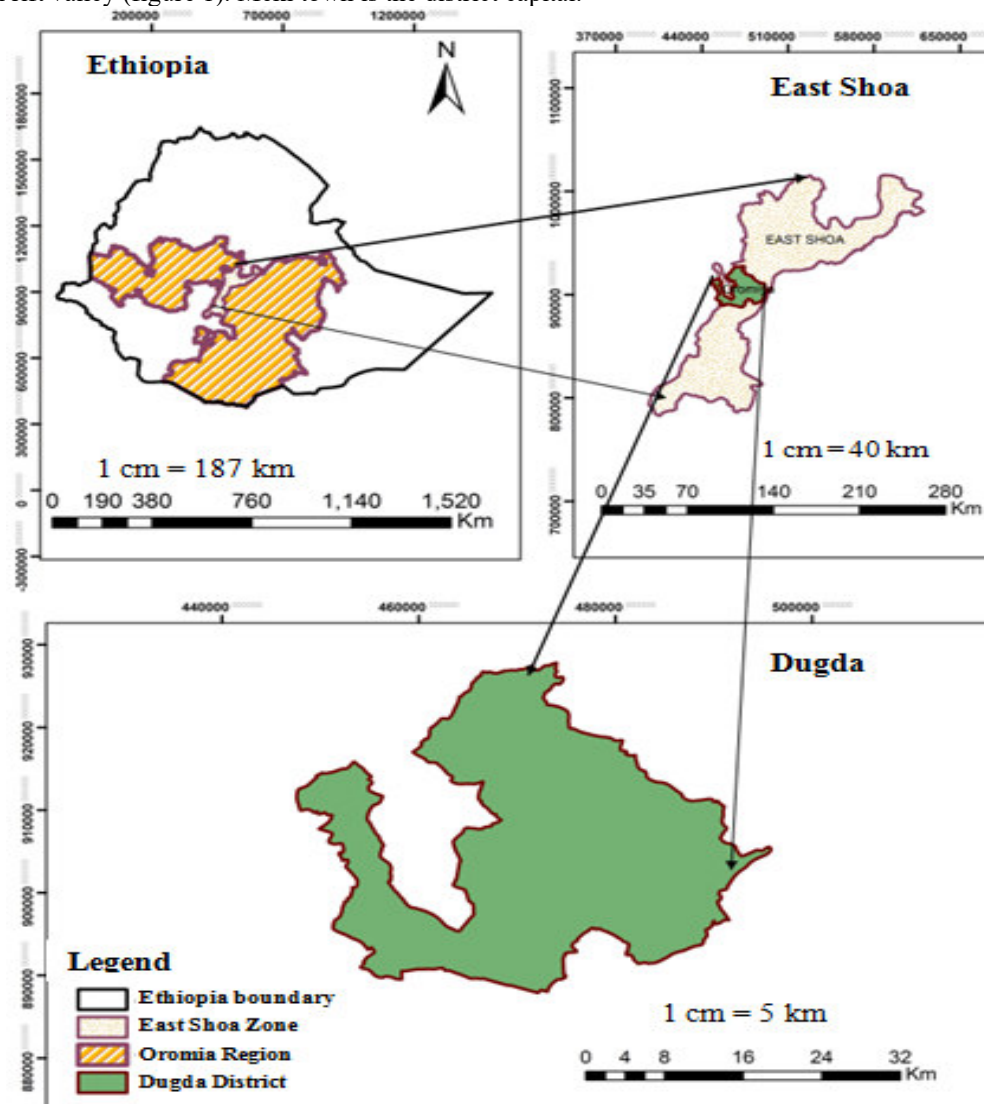 200000 700000 1200000
370000 440000 510000 580000 650000
Ethiopia
N
1800000
1500000
1200000
900000
600000
300000
0
-300000
1 cm = 187 km
0 190 380 760 1,140 1,520
Km
East Shoa
1100000
1000000
900000
800000
700000
EAST SHOA
1 cm = 40 km
0 35 70 140 210 280
Km
440000 460000 480000 500000
Dugda
930000
920000
910000
900000
890000
880000
Legend
Ethiopia boundary
East Shoa Zone
Oromia Region
Dugda District
1 cm = 5 km
0 4 8 16 24 32
Km